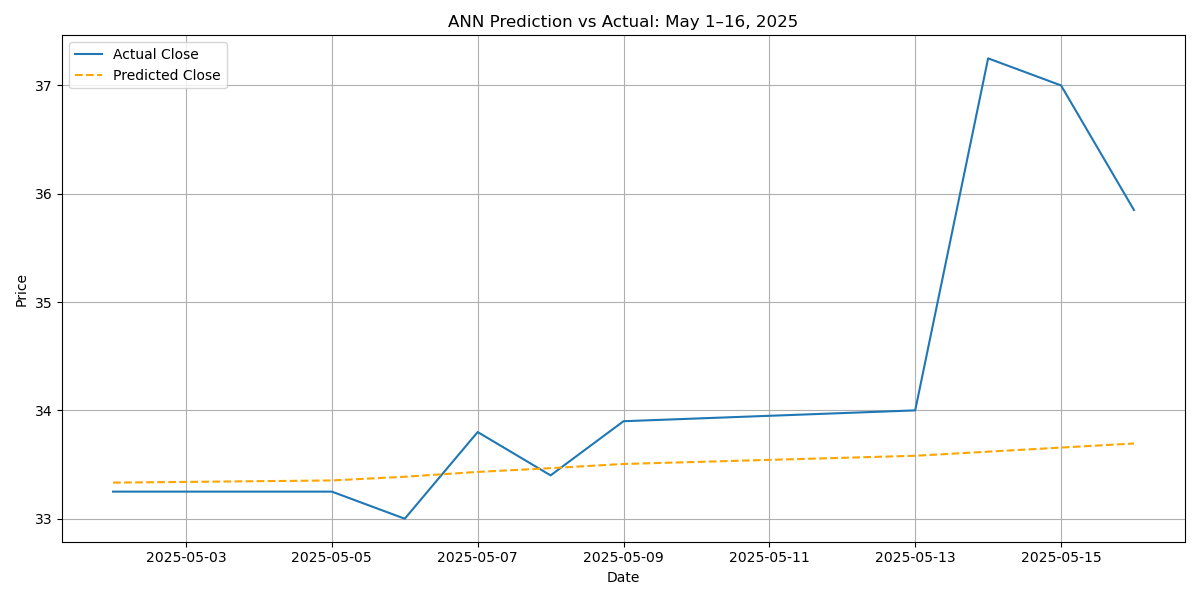 ANN Prediction vs Actual: May 1–16, 2025
Actual Close
Predicted Close
Price
37
36
35
34
33
2025-05-03 2025-05-05 2025-05-07 2025-05-09 2025-05-11 2025-05-13 2025-05-15
Date